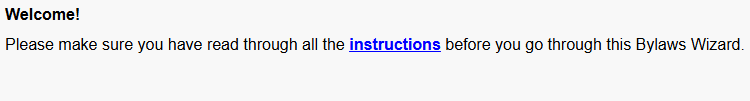 Welcome!
Please make sure you have read through all the instructions before you go through this Bylaws Wizard.